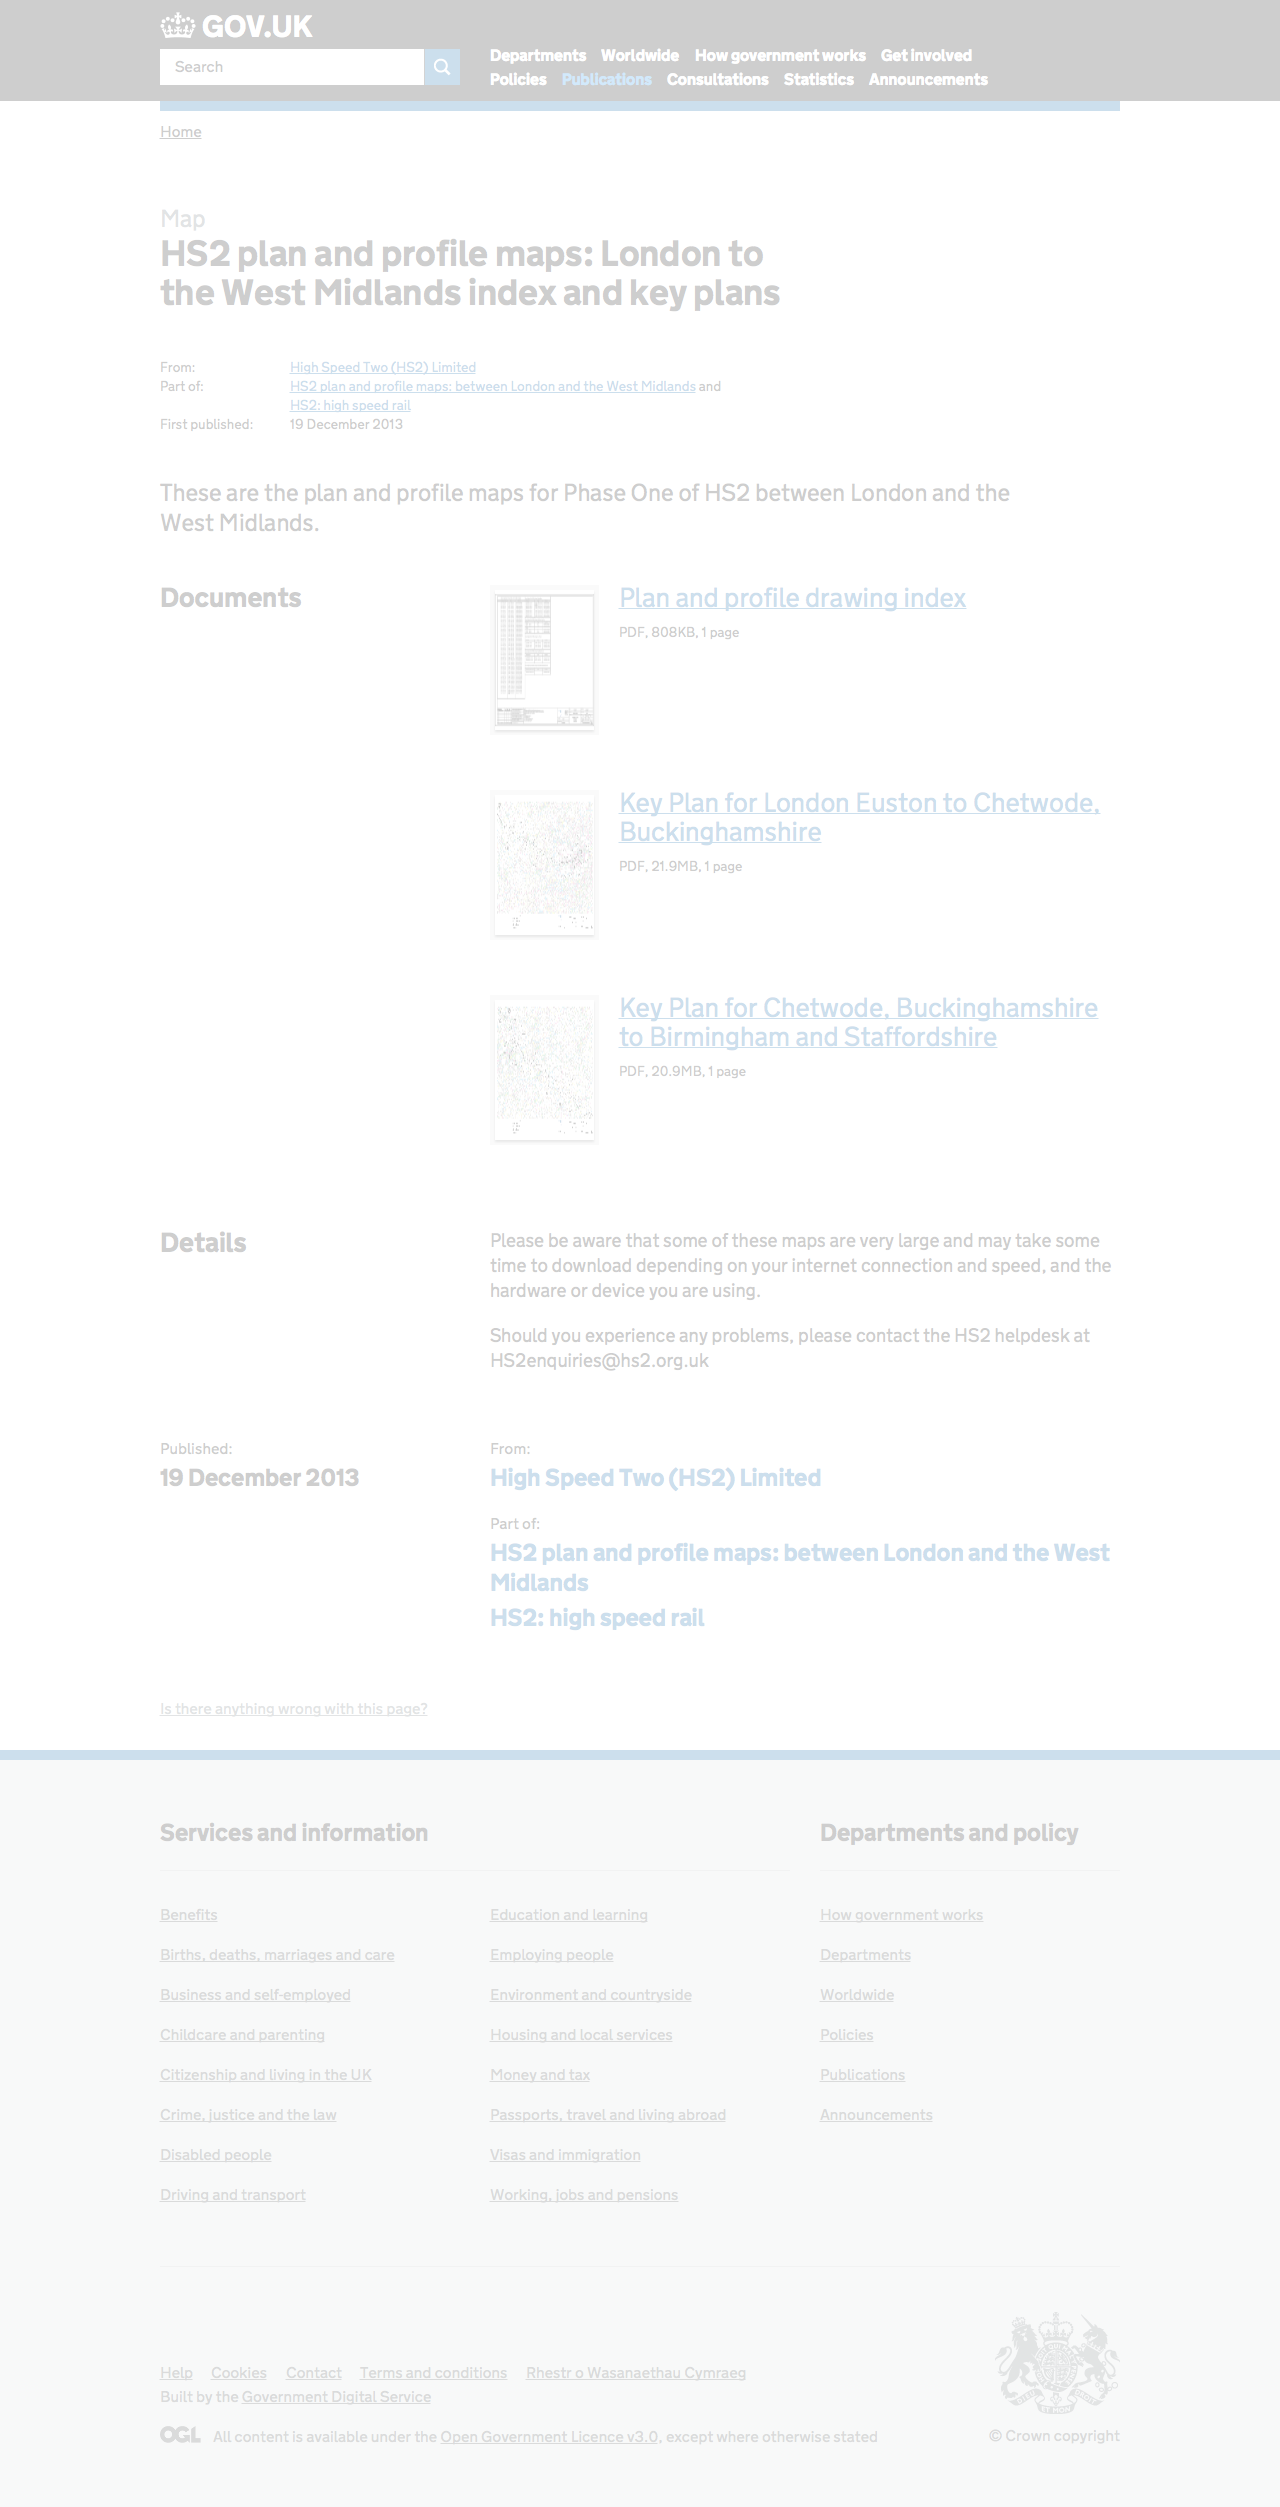 GOV.UK
Search
Departments Worldwide How government works Get involved
Policies Publications Consultations Statistics Announcements
Home
Map
HS2 plan and profile maps: London to
the West Midlands index and key plans
From: High Speed Two (HS2) Limited
Part of: HS2 plan and profile maps: between London and the West Midlands and
HS2: high speed rail
First published: 19 December 2013
These are the plan and profile maps for Phase One of HS2 between London and the
West Midlands.
Documents
Plan and profile drawing index
PDF, 808KB, 1 page
Key Plan for London Euston to Chetwode,
Buckinghamshire
PDF, 21.9MB, 1 page
Key Plan for Chetwode, Buckinghamshire
to Birmingham and Staffordshire
PDF, 20.9MB, 1 page
Details
Please be aware that some of these maps are very large and may take some
time to download depending on your internet connection and speed, and the
hardware or device you are using.
Should you experience any problems, please contact the HS2 helpdesk at
HS2enquiries@hs2.org.uk
Published:
19 December 2013
From:
High Speed Two (HS2) Limited
Part of:
HS2 plan and profile maps: between London and the West
Midlands
HS2: high speed rail
Is there anything wrong with this page?
Services and information
Benefits
Births, deaths, marriages and care
Business and self-employed
Childcare and parenting
Citizenship and living in the UK
Crime, justice and the law
Disabled people
Driving and transport
Education and learning
Employing people
Environment and countryside
Housing and local services
Money and tax
Passports, travel and living abroad
Visas and immigration
Working, jobs and pensions
Departments and policy
How government works
Departments
Worldwide
Policies
Publications
Announcements
Help Cookies Contact Terms and conditions Rhestr o Wasanaethau Cymraeg
Built by the Government Digital Service
OGL All content is available under the Open Government Licence v3.0, except where otherwise stated
© Crown copyright